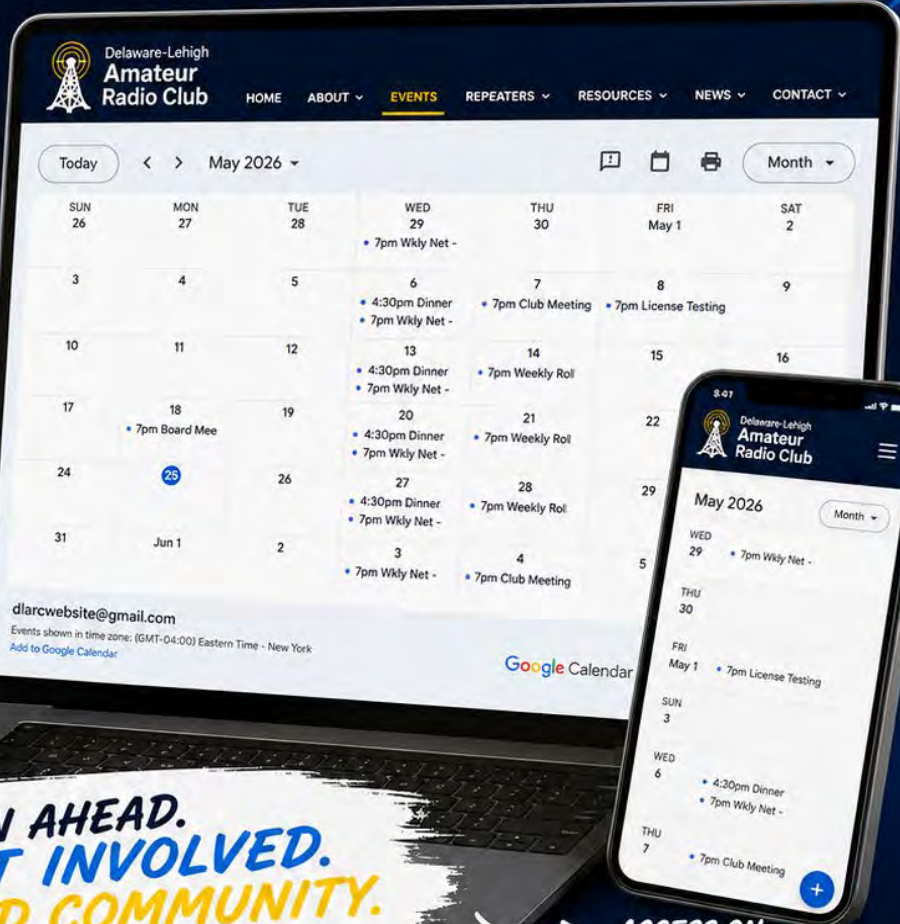 Delaware-Lehigh
Amateur
Radio Club
HOME ABOUT EVENTS REPEATERS RESOURCES NEWS CONTACT
Today < > May 2026 Month
SUN MON TUE WED THU FRI SAT
26 27 28 29 30 May 1 2
• 7pm Wkly Net -
3 4 5 6 7 8 9
• 4:30pm Dinner • 7pm Club Meeting • 7pm License Testing
• 7pm Wkly Net -
10 11 12 13 14 15 16
• 4:30pm Dinner • 7pm Weekly Roll
• 7pm Wkly Net -
17 18 19 20 21 22
• 7pm Board Mee • 4:30pm Dinner • 7pm Weekly Roll
• 7pm Wkly Net -
24 25 26 27 28 29
• 4:30pm Dinner • 7pm Weekly Roll
• 7pm Wkly Net -
31 Jun 1 2 3 4 5
• 7pm Wkly Net - • 7pm Club Meeting
dlarcwebsite@gmail.com
Events shown in time zone: (GMT-04:00) Eastern Time - New York
Add to Google Calendar
Google Calendar
Delaware-Lehigh
Amateur
Radio Club
May 2026 Month
WED
29 • 7pm Wkly Net -
THU
30
FRI
May 1 • 7pm License Testing
SUN
3
WED
6 • 4:30pm Dinner
• 7pm Wkly Net -
THU
7 • 7pm Club Meeting
+
AHEAD.
INVOLVED.
COMMUNITY.